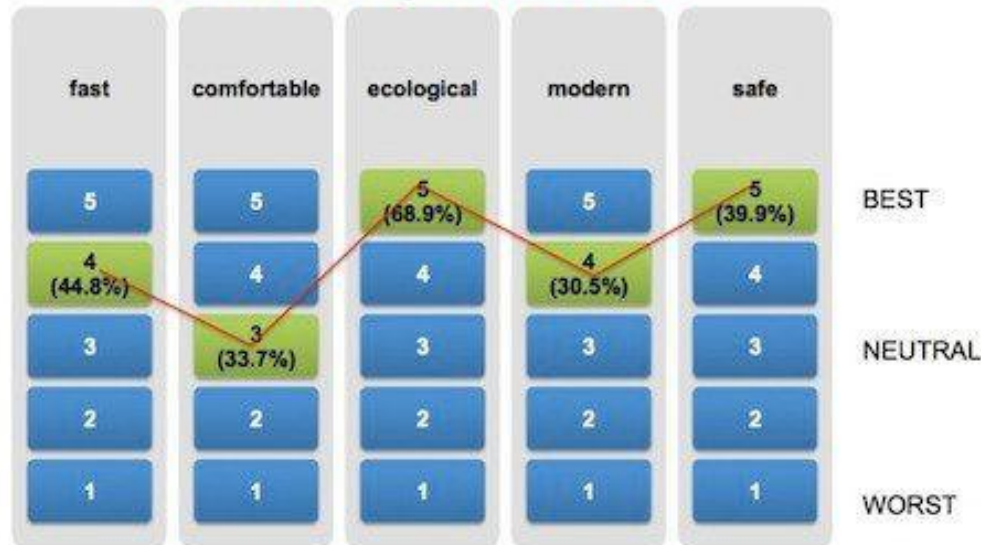 fast comfortable ecological modern safe
5 5 5 (68.9%) 5 5 (39.9%) BEST
4 (44.8%) 4 4 4 (30.5%) 4
3 3 (33.7%) 3 3 3 NEUTRAL
2 2 2 2 2
1 1 1 1 1 WORST